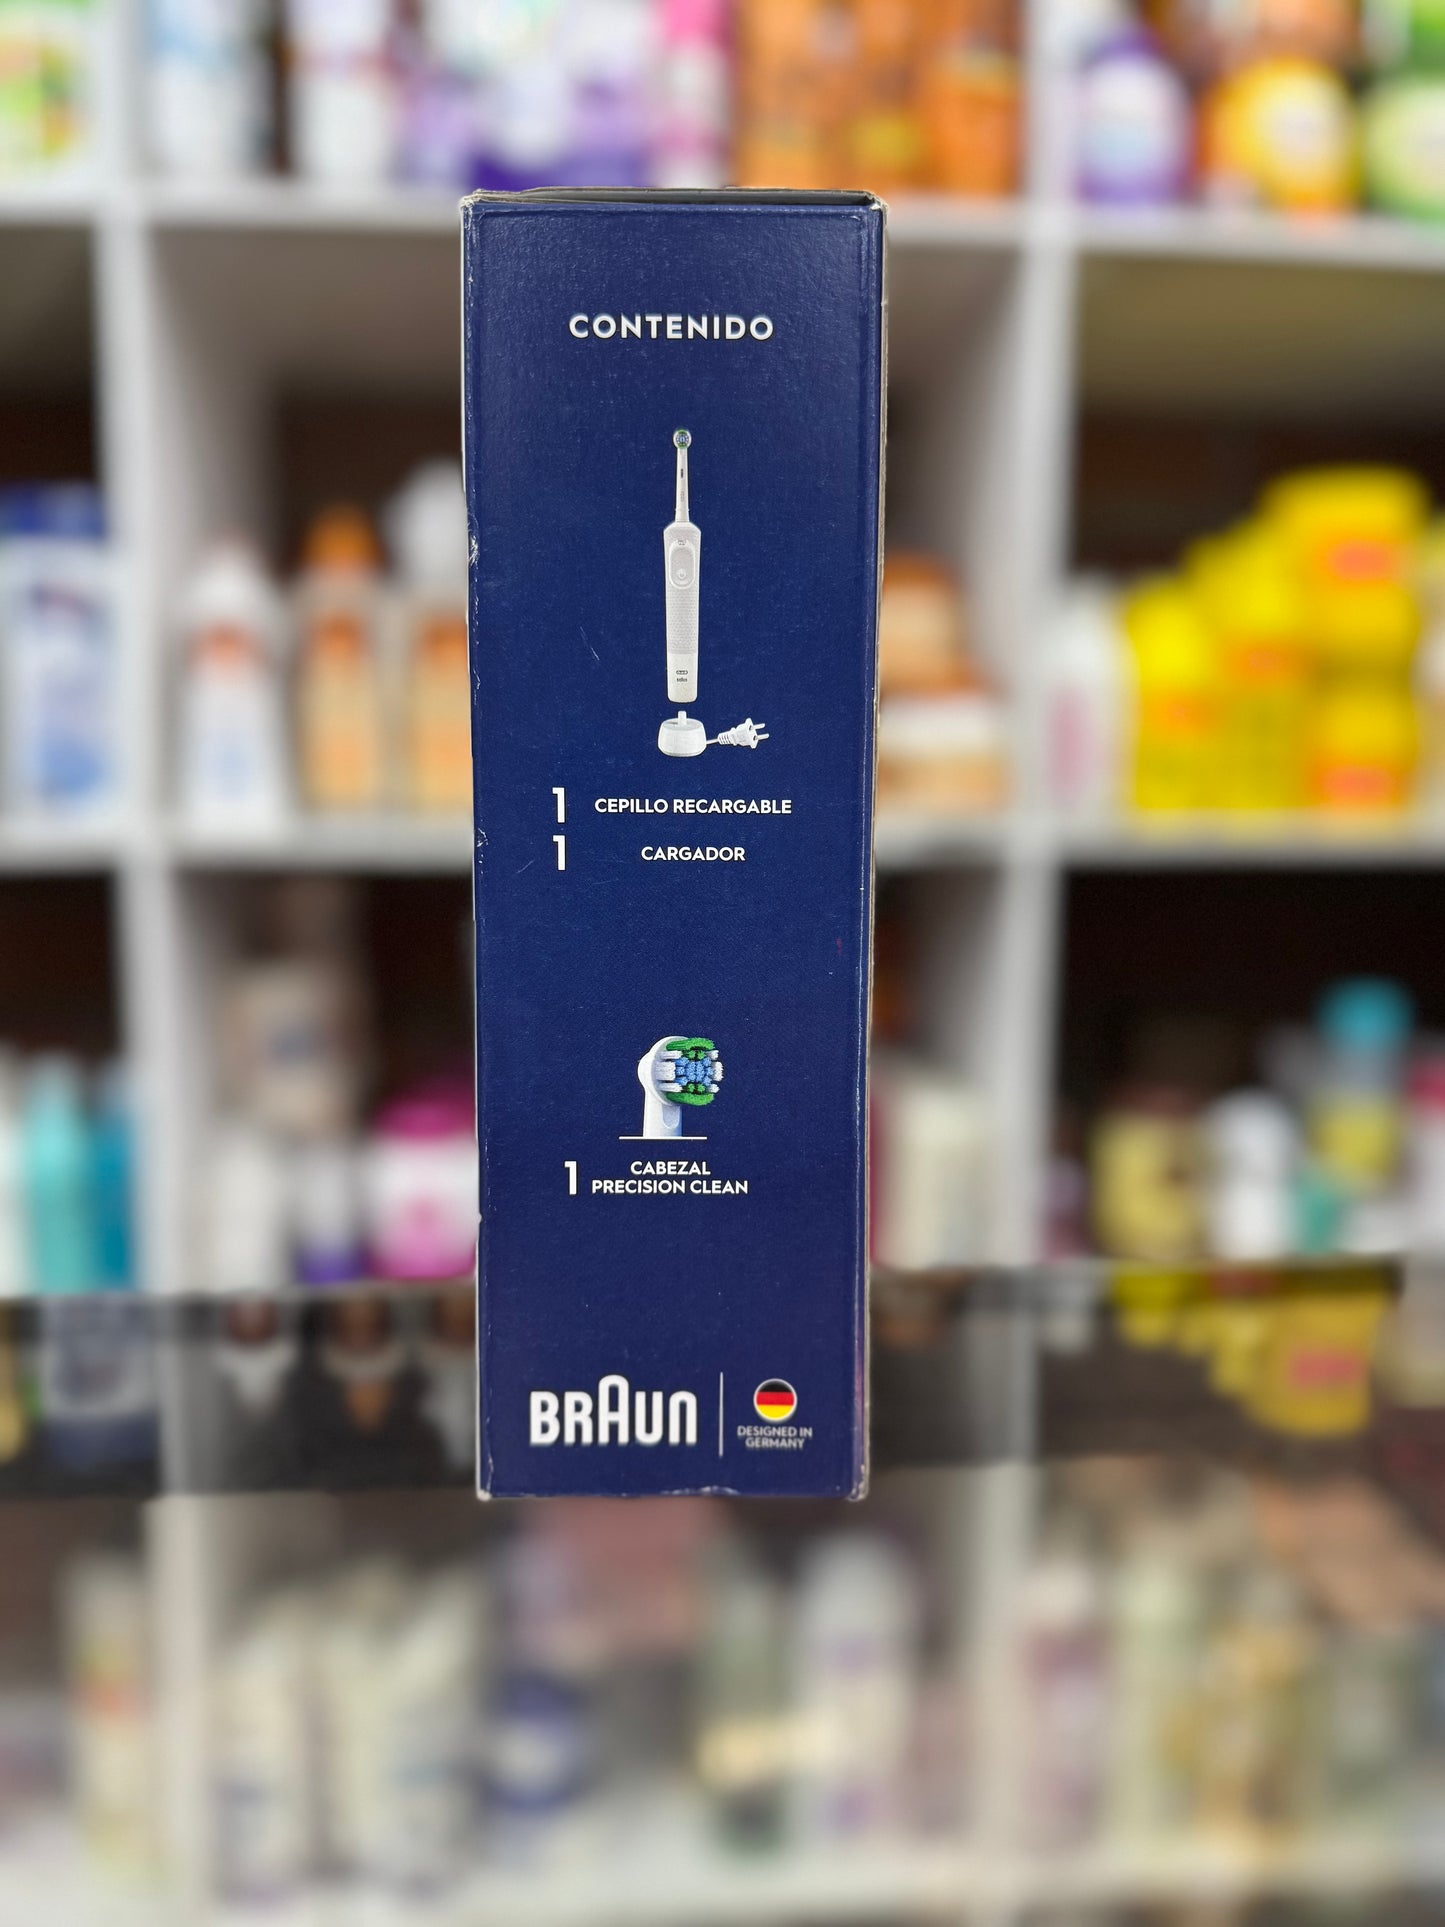 CONTENIDO
1 CEPILLO RECARGABLE
1 CARGADOR
1 CABEZAL
PRECISION CLEAN
BRAUN
DESIGNED IN
GERMANY